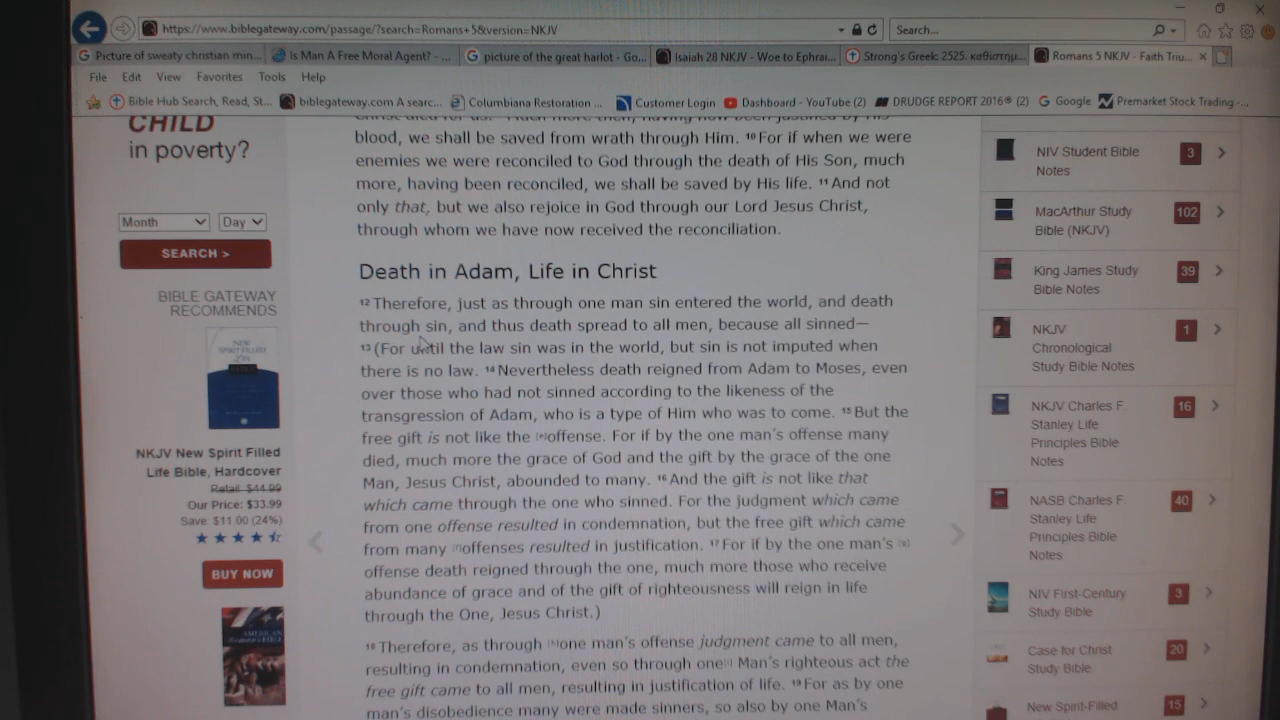 https://www.biblegateway.com/passage/?search=Romans+5&version=NKJV
Search...
Picture of sweaty christian min...
Is Man A Free Moral Agent? - ...
picture of the great harlot - Go...
Isaiah 28 NKJV - Woe to Ephrai...
Strong's Greek: 2525. καθίστημ...
Romans 5 NKJV - Faith Triu...
File Edit View Favorites Tools Help
Bible Hub Search, Read, St...
biblegateway.com A searc...
Columbiana Restoration ...
Customer Login
Dashboard - YouTube (2)
DRUDGE REPORT 2016® (2)
Google
Premarket Stock Trading -...
CHILD
in poverty?
Month
Day
SEARCH >
BIBLE GATEWAY
RECOMMENDS
NEW
SPIRIT-FILLED
NKJV New Spirit Filled
Life Bible, Hardcover
Retail: $44.99
Our Price: $33.99
Save: $11.00 (24%)
BUY NOW
AMERICAN
blood, we shall be saved from wrath through Him. 10 For if when we were
enemies we were reconciled to God through the death of His Son, much
more, having been reconciled, we shall be saved by His life. 11 And not
only that, but we also rejoice in God through our Lord Jesus Christ,
through whom we have now received the reconciliation.
Death in Adam, Life in Christ
12 Therefore, just as through one man sin entered the world, and death
through sin, and thus death spread to all men, because all sinned—
13 (For until the law sin was in the world, but sin is not imputed when
there is no law. 14 Nevertheless death reigned from Adam to Moses, even
over those who had not sinned according to the likeness of the
transgression of Adam, who is a type of Him who was to come. 15 But the
free gift is not like the offense. For if by the one man's offense many
died, much more the grace of God and the gift by the grace of the one
Man, Jesus Christ, abounded to many. 16 And the gift is not like that
which came through the one who sinned. For the judgment which came
from one offense resulted in condemnation, but the free gift which came
from many offenses resulted in justification. 17 For if by the one man's
offense death reigned through the one, much more those who receive
abundance of grace and of the gift of righteousness will reign in life
through the One, Jesus Christ.)
18 Therefore, as through one man's offense judgment came to all men,
resulting in condemnation, even so through one Man's righteous act the
free gift came to all men, resulting in justification of life. 19 For as by one
man's disobedience many were made sinners, so also by one Man's
NIV Student Bible
Notes
3
MacArthur Study
Bible (NKJV)
102
King James Study
Bible Notes
39
NKJV
Chronological
Study Bible Notes
1
NKJV Charles F.
Stanley Life
Principles Bible
Notes
16
NASB Charles F.
Stanley Life
Principles Bible
Notes
40
NIV First-Century
Study Bible
3
Case for Christ
Study Bible
20
New Spirit-Filled
15